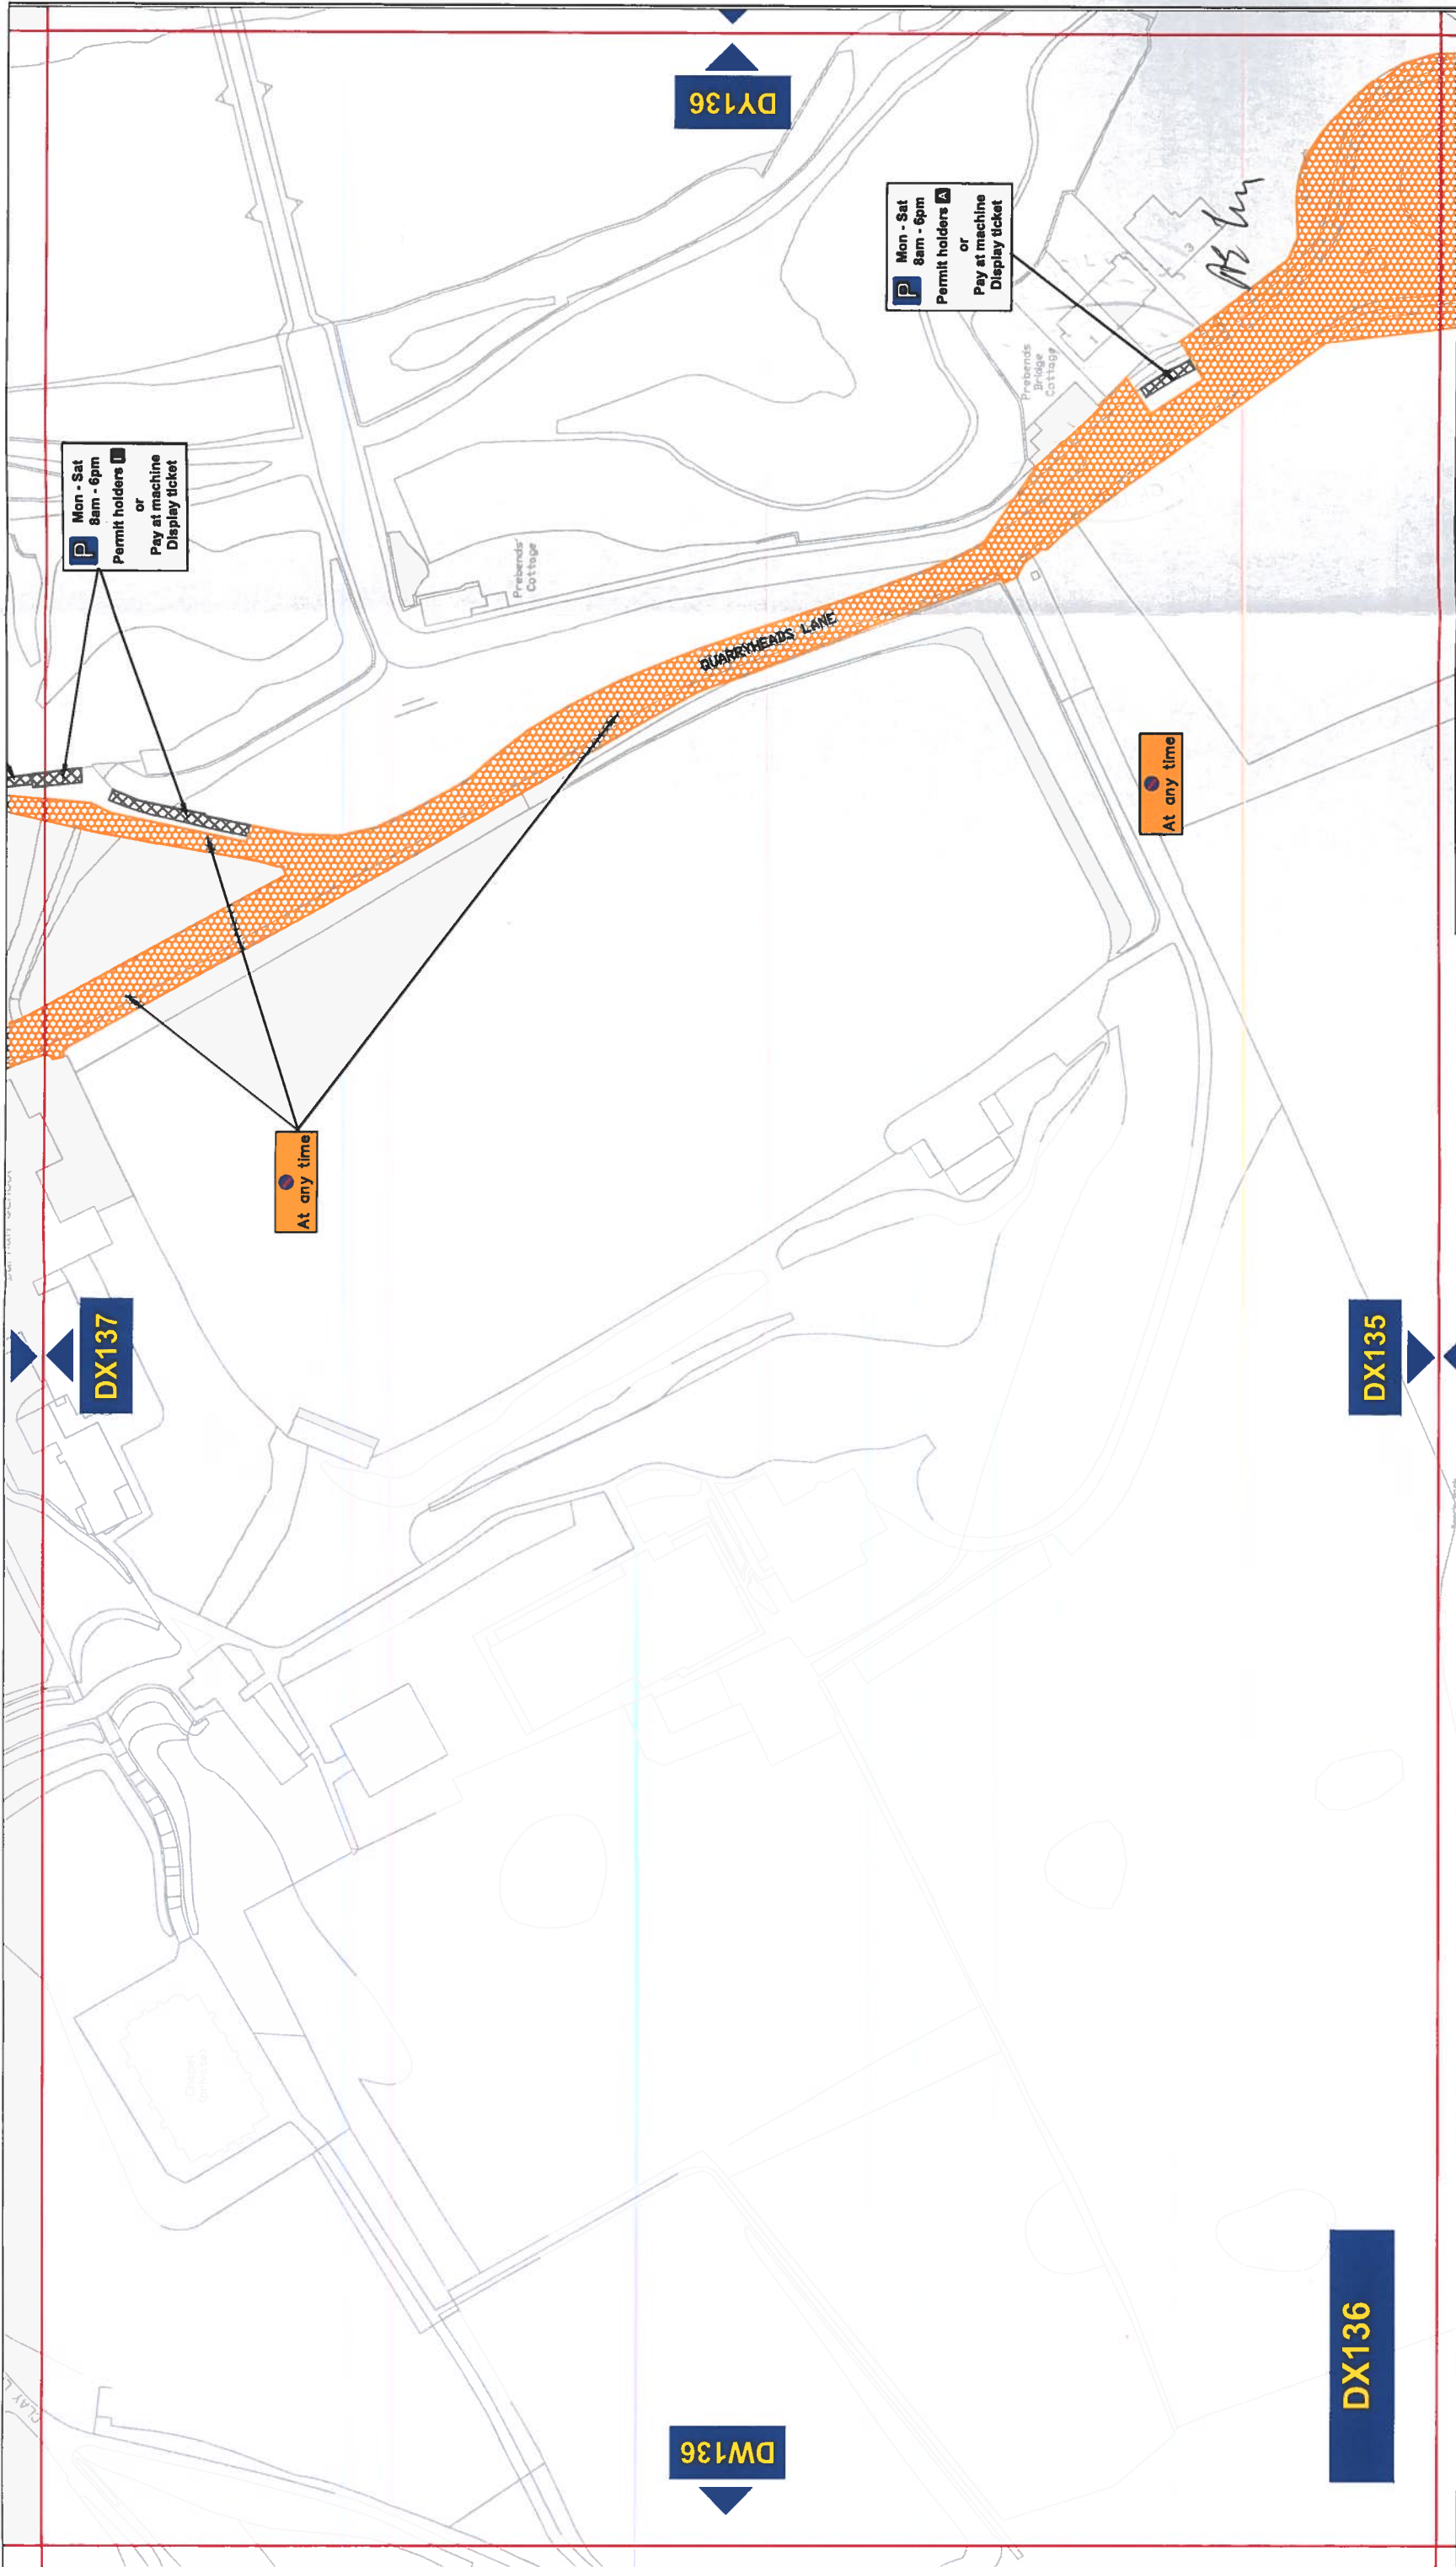 DY136
P Mon - Sat
8am - 6pm
Permit holders A
or
Pay at machine
Display ticket
3
1
Prebends
Bridge
Cottage
P Mon - Sat
8am - 6pm
Permit holders
or
Pay at machine
Display ticket
Prebends'
Cottage
QUARRYHEADS LANE
At any time
At any time
DX137
DX135
DX136
DW136